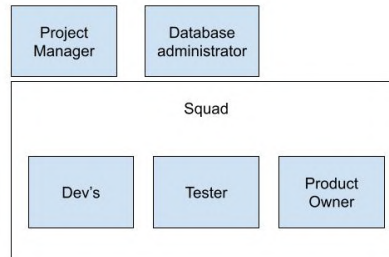 Project
Manager
Database
administrator
Squad
Dev's
Tester
Product
Owner